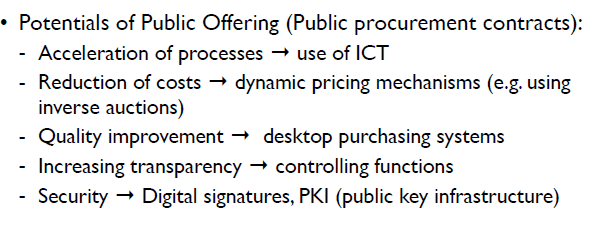 • Potentials of Public Offering (Public procurement contracts):
- Acceleration of processes → use of ICT
- Reduction of costs → dynamic pricing mechanisms (e.g. using
inverse auctions)
- Quality improvement → desktop purchasing systems
- Increasing transparency → controlling functions
- Security → Digital signatures, PKI (public key infrastructure)